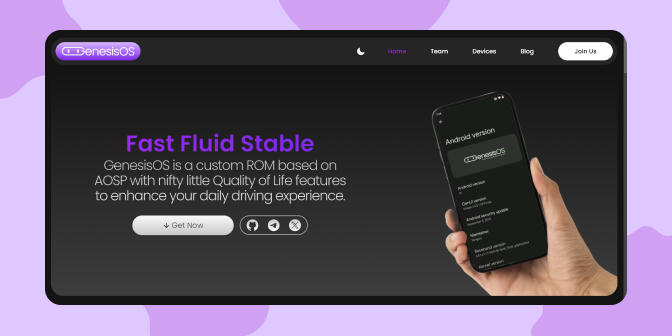 GenesisOS
Home
Team
Devices
Blog
Join Us
Fast Fluid Stable
GenesisOS is a custom ROM based on
AOSP with nifty little Quality of Life features
to enhance your daily driving experience.
Get Now
Android version
GenesisOS
Android version
Android security update
Maintainer
Baseband version
Kernel version